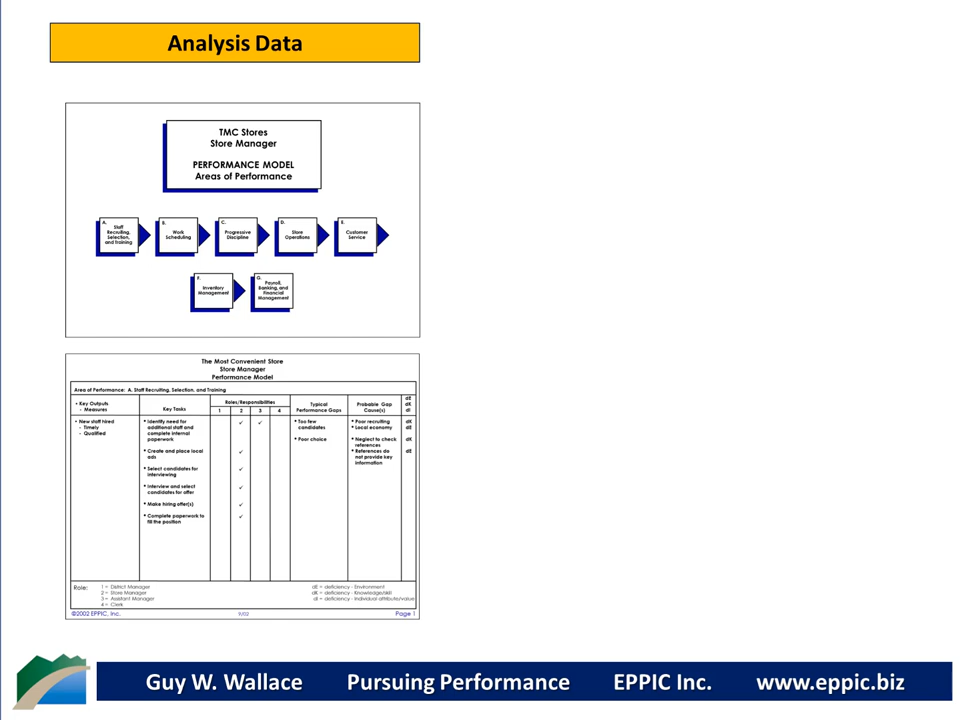 Analysis Data
TMC Stores
Store Manager
PERFORMANCE MODEL
Areas of Performance
A.
Staff
Recruiting,
Selection,
and Training
B.
Work
Scheduling
C.
Progressive
Discipline
D.
Store
Operations
E.
Customer
Service
F.
Inventory
Management
G.
Payroll,
Banking, and
Financial
Management
The Most Convenient Store
Store Manager
Performance Model
Area of Performance: A. Staff Recruiting, Selection, and Training
• Key Outputs
- Measures
Key Tasks
Roles/Responsibilities
1 2 3 4
Typical
Performance Gaps
Probable Gap
Cause(s)
dE
dK
dI
• New staff hired
- Timely
- Qualified
• Identify need for
additional staff and
complete internal
paperwork
✓ ✓
• Create and place local
ads
✓
• Select candidates for
interviewing
✓
• Interview and select
candidates for offer
✓
• Make hiring offer(s)
✓
• Complete paperwork to
fill the position
✓
• Too few
candidates
• Poor choice
• Poor recruiting
• Local economy
• Neglect to check
references
• References do
not provide key
information
dK
dE
dK
dE
Role:
1 = District Manager
2 = Store Manager
3 = Assistant Manager
4 = Clerk
dE = deficiency - Environment
dK = deficiency - Knowledge/skill
dI = deficiency - individual attribute/value
©2002 EPPIC, Inc.
Page 1
Guy W. Wallace Pursuing Performance EPPIC Inc. www.eppic.biz